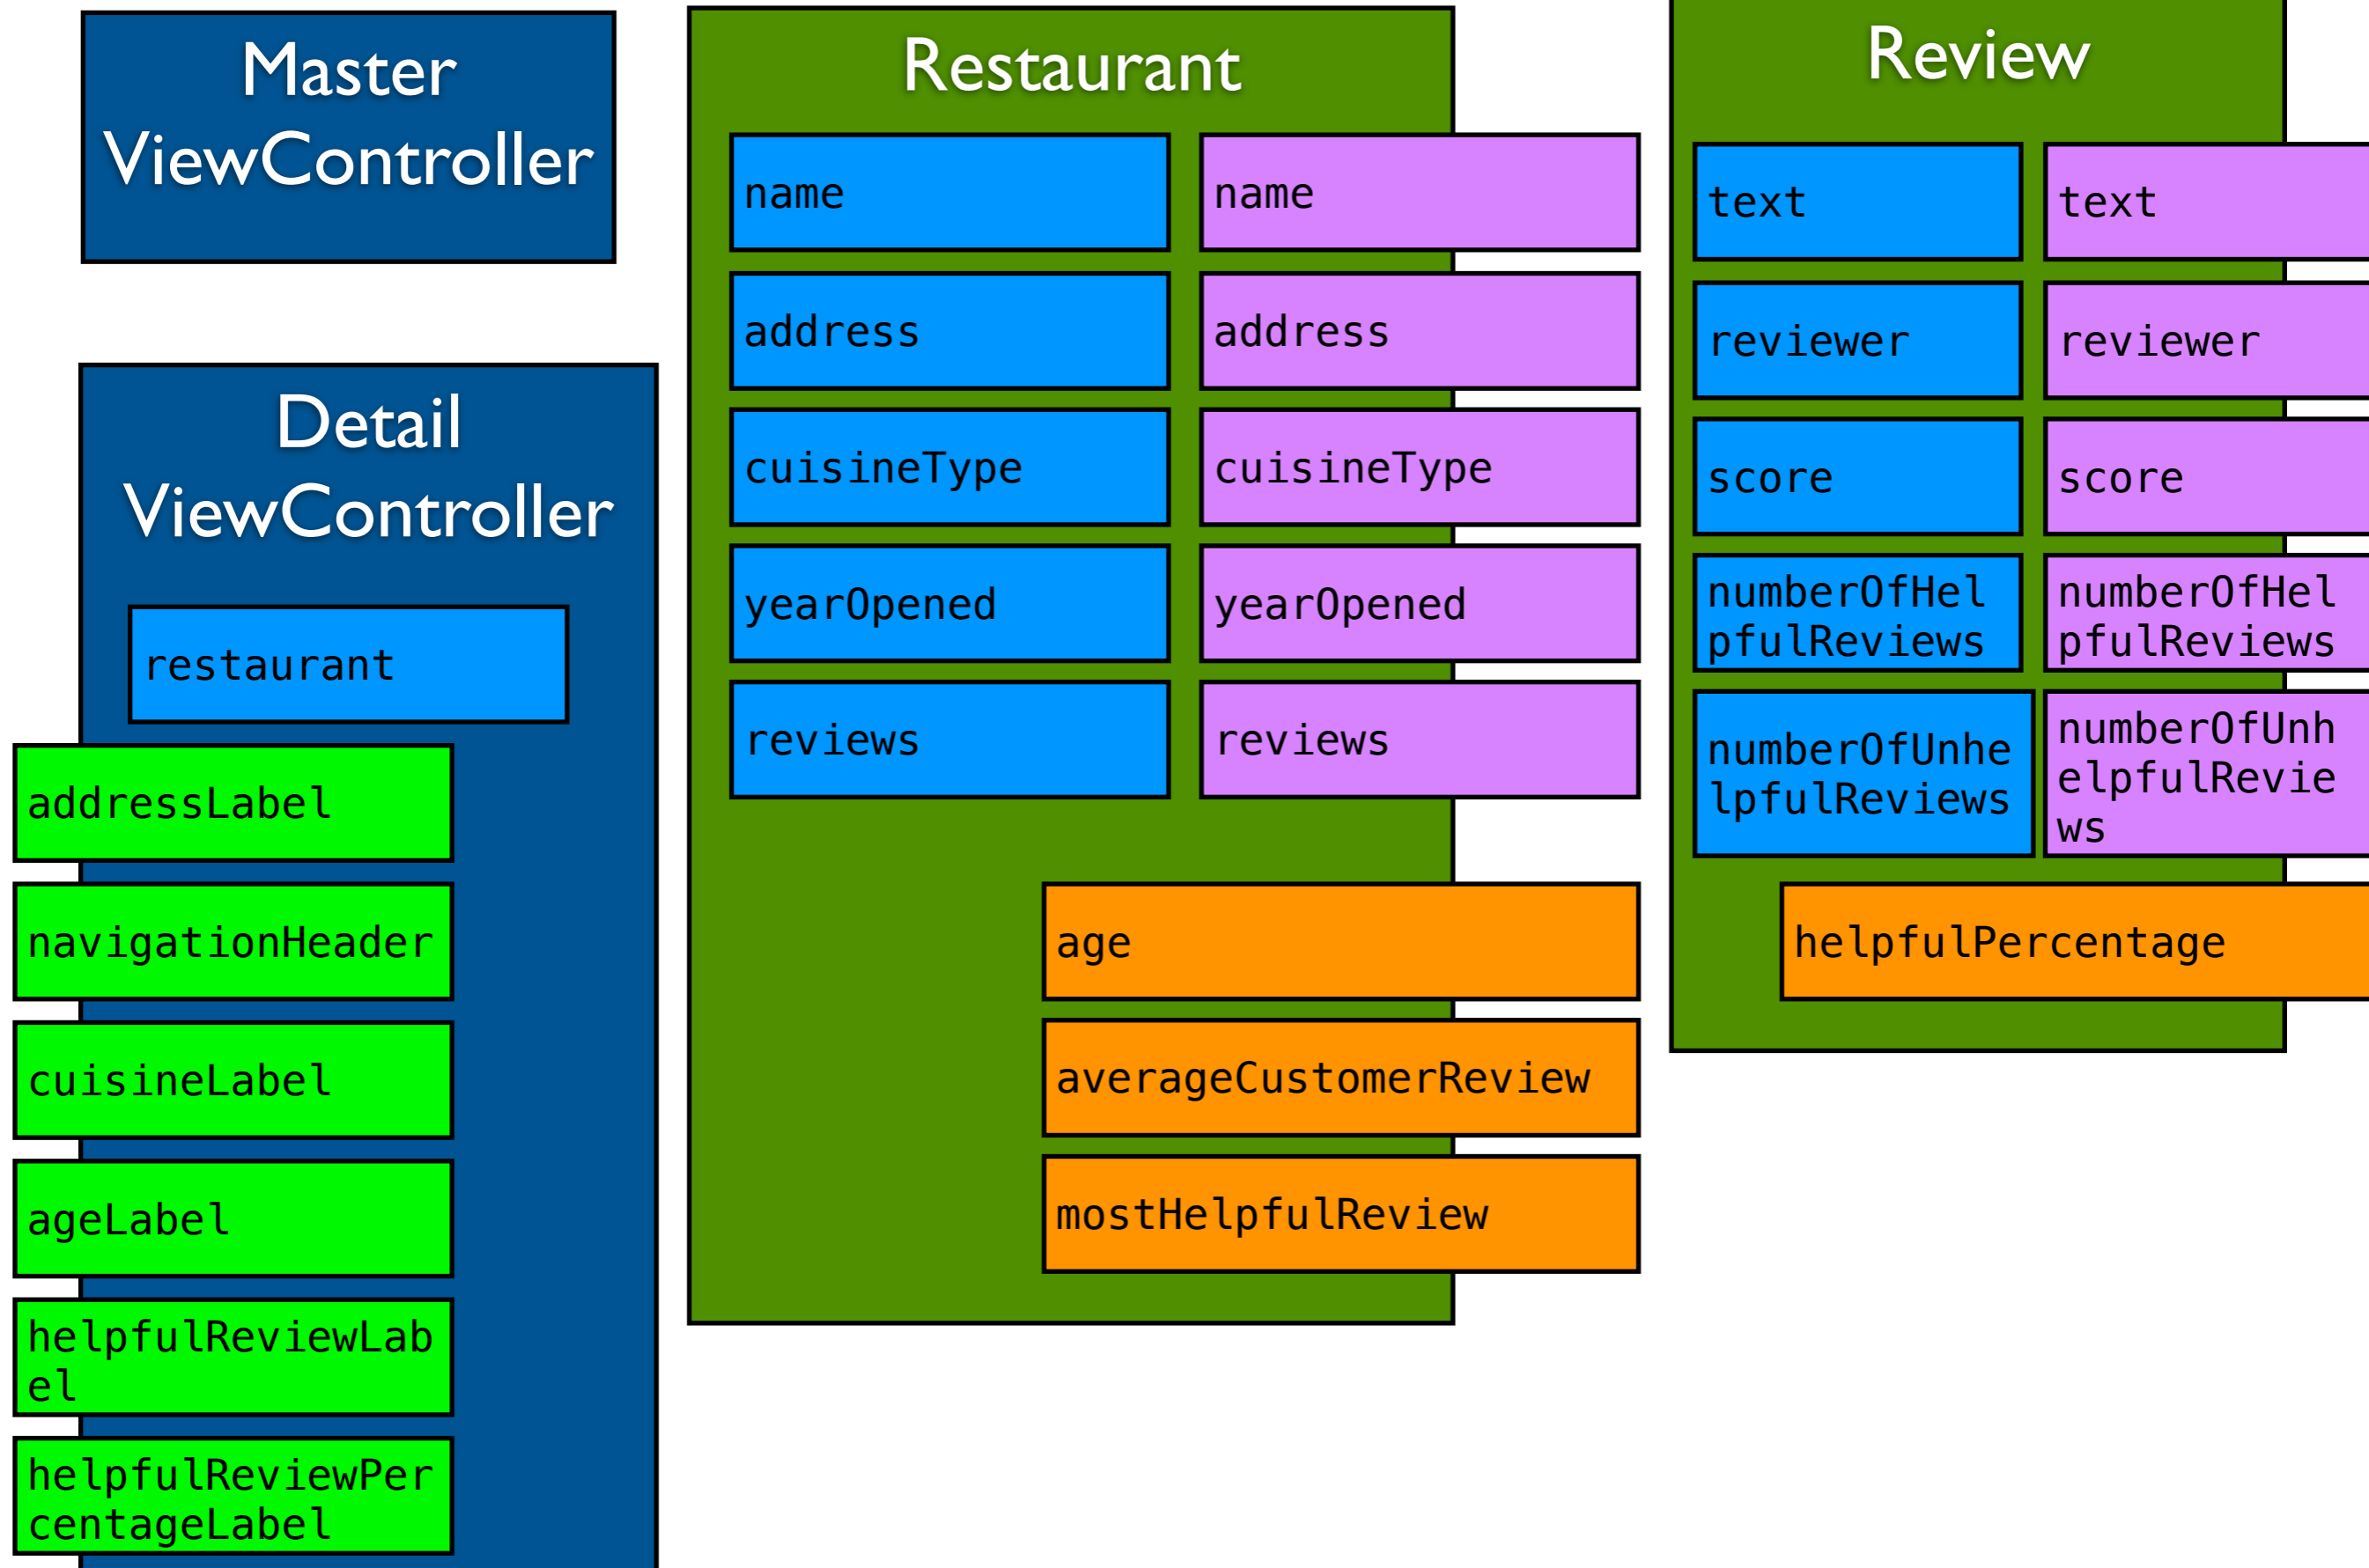 Master
ViewController
Detail
ViewController
restaurant
addressLabel
navigationHeader
cuisineLabel
ageLabel
helpfulReviewLab
el
helpfulReviewPer
centageLabel
Restaurant
name
name
address
address
cuisineType
cuisineType
yearOpened
yearOpened
reviews
reviews
age
averageCustomerReview
mostHelpfulReview
Review
text
text
reviewer
reviewer
score
score
numberOfHel
pfulReviews
numberOfHel
pfulReviews
numberOfUnhe
lpfulReviews
numberOfUnh
elpfulRevie
ws
helpfulPercentage